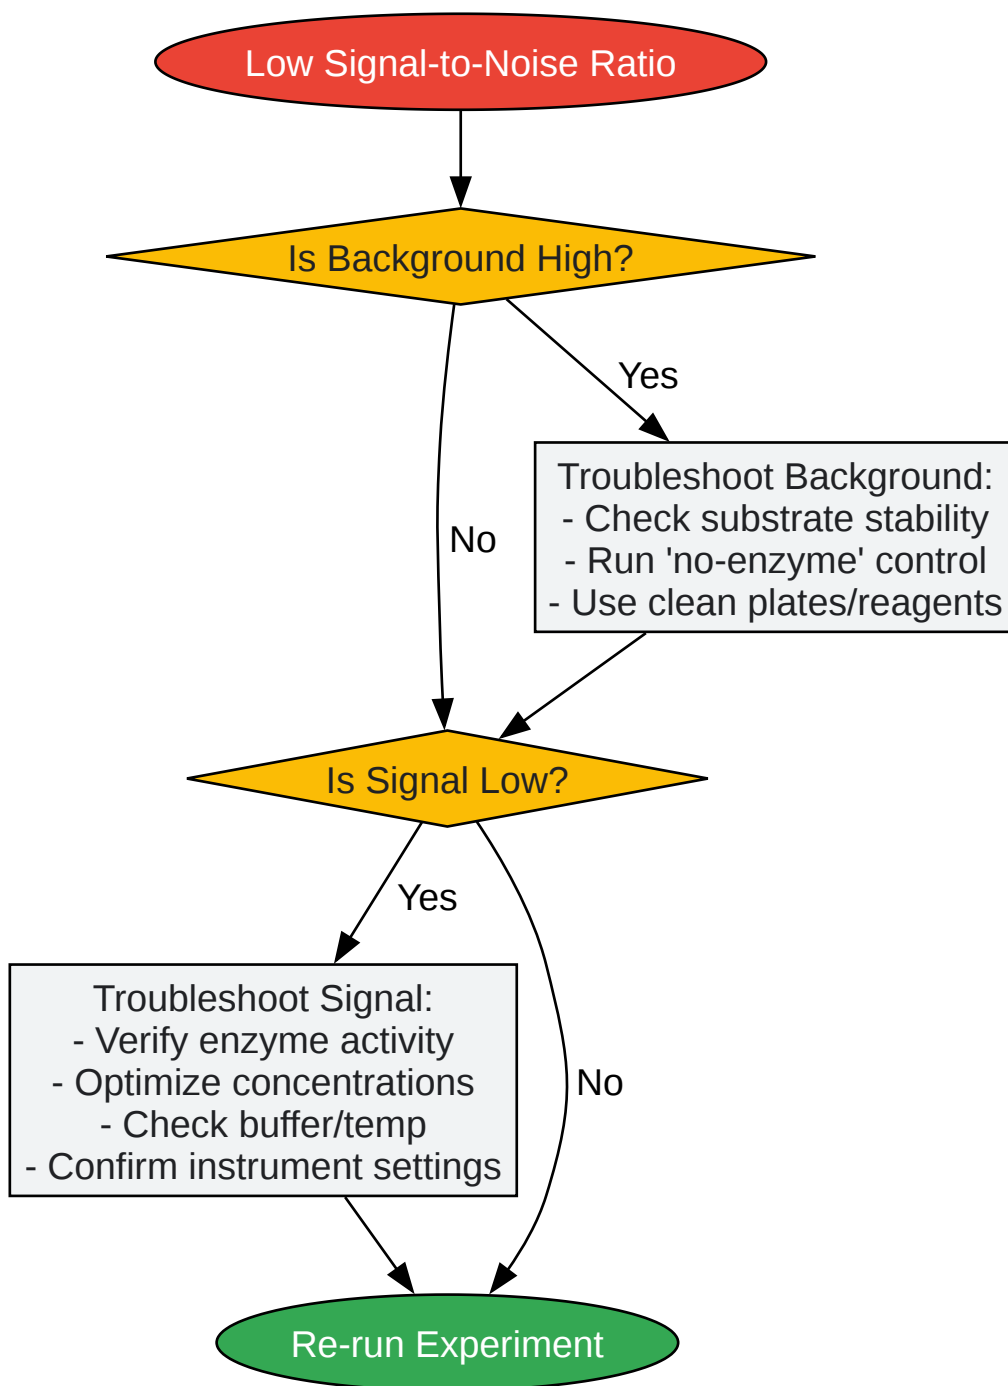 Low Signal-to-Noise Ratio
Is Background High?
Yes
No
Troubleshoot Background:
- Check substrate stability
- Run 'no-enzyme' control
- Use clean plates/reagents
Is Signal Low?
Yes
No
Troubleshoot Signal:
- Verify enzyme activity
- Optimize concentrations
- Check buffer/temp
- Confirm instrument settings
Re-run Experiment